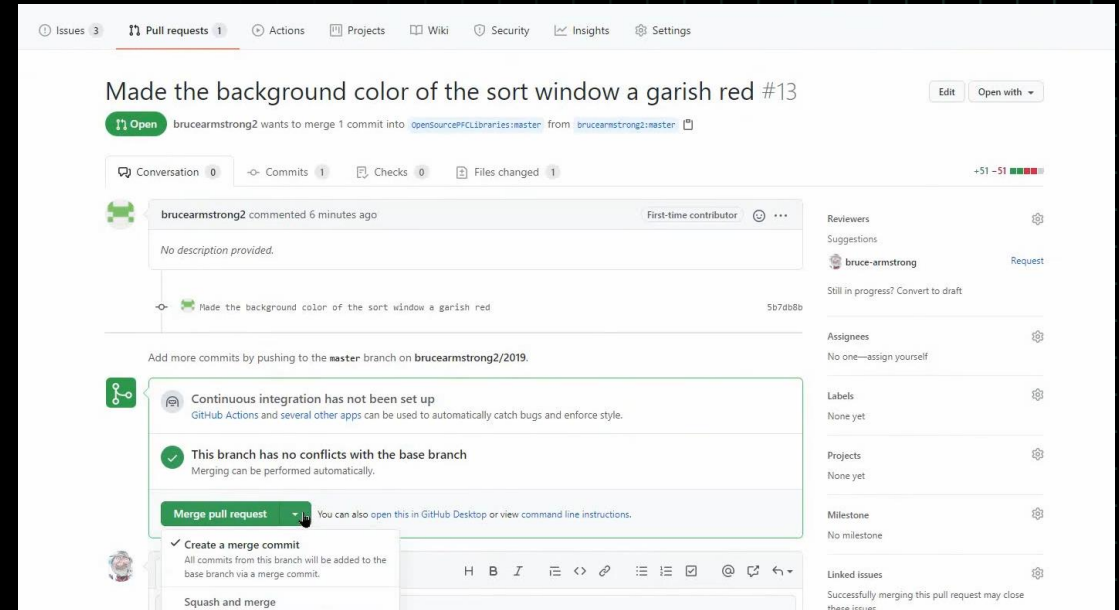 Issues 3 Pull requests 1 Actions Projects Wiki Security Insights Settings
Made the background color of the sort window a garish red #13
Edit Open with
Open brucearmstrong2 wants to merge 1 commit into OpenSourcePFCLibraries:master from brucearmstrong2:master
Conversation 0 Commits 1 Checks 0 Files changed 1
+51 −51
brucearmstrong2 commented 6 minutes ago
First-time contributor
No description provided.
Made the background color of the sort window a garish red
5b7db8b
Add more commits by pushing to the master branch on brucearmstrong2/2019.
Continuous integration has not been set up
GitHub Actions and several other apps can be used to automatically catch bugs and enforce style.
This branch has no conflicts with the base branch
Merging can be performed automatically.
Merge pull request
You can also open this in GitHub Desktop or view command line instructions.
Create a merge commit
All commits from this branch will be added to the
base branch via a merge commit.
Squash and merge
H B I
Reviewers
Suggestions
bruce-armstrong Request
Still in progress? Convert to draft
Assignees
No one—assign yourself
Labels
None yet
Projects
None yet
Milestone
No milestone
Linked issues
Successfully merging this pull request may close
these issues.